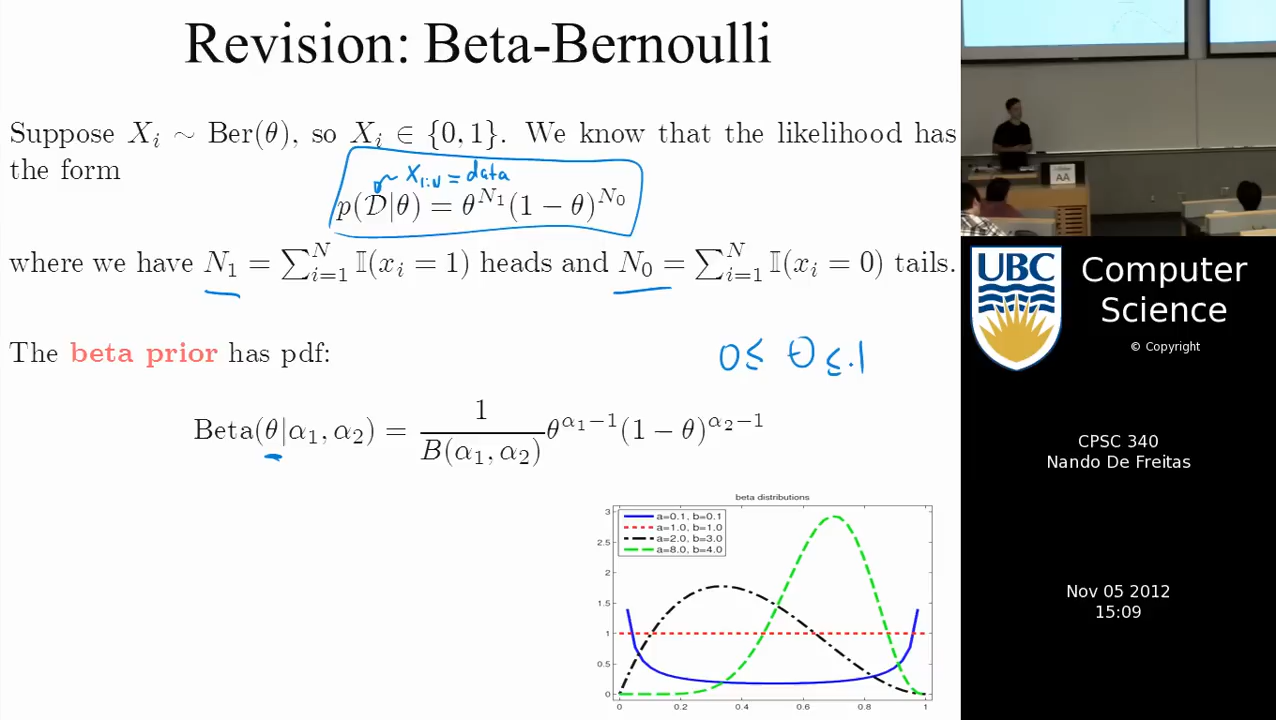 Revision: Beta-Bernoulli
Suppose Xᵢ ∼ Ber(θ), so Xᵢ ∈ {0,1}. We know that the likelihood has
the form
X₁:ₙ = data
p(𝒟|θ) = θ^{N₁}(1 − θ)^{N₀}
where we have N₁ = ∑_{i=1}^{N} 𝕀(xᵢ = 1) heads and N₀ = ∑_{i=1}^{N} 𝕀(xᵢ = 0) tails.
The beta prior has pdf:
0 ≤ θ ≤ 1
Beta(θ|α₁, α₂) = \frac{1}{B(α₁, α₂)} θ^{α₁−1}(1 − θ)^{α₂−1}
beta distributions
a=0.1, b=0.1
a=1.0, b=1.0
a=2.0, b=3.0
a=8.0, b=4.0
3
2.5
2
1.5
1
0.5
0
0 0.2 0.4 0.6 0.8 1
AA
UBC
Computer
Science
© Copyright
CPSC 340
Nando De Freitas
Nov 05 2012
15:09